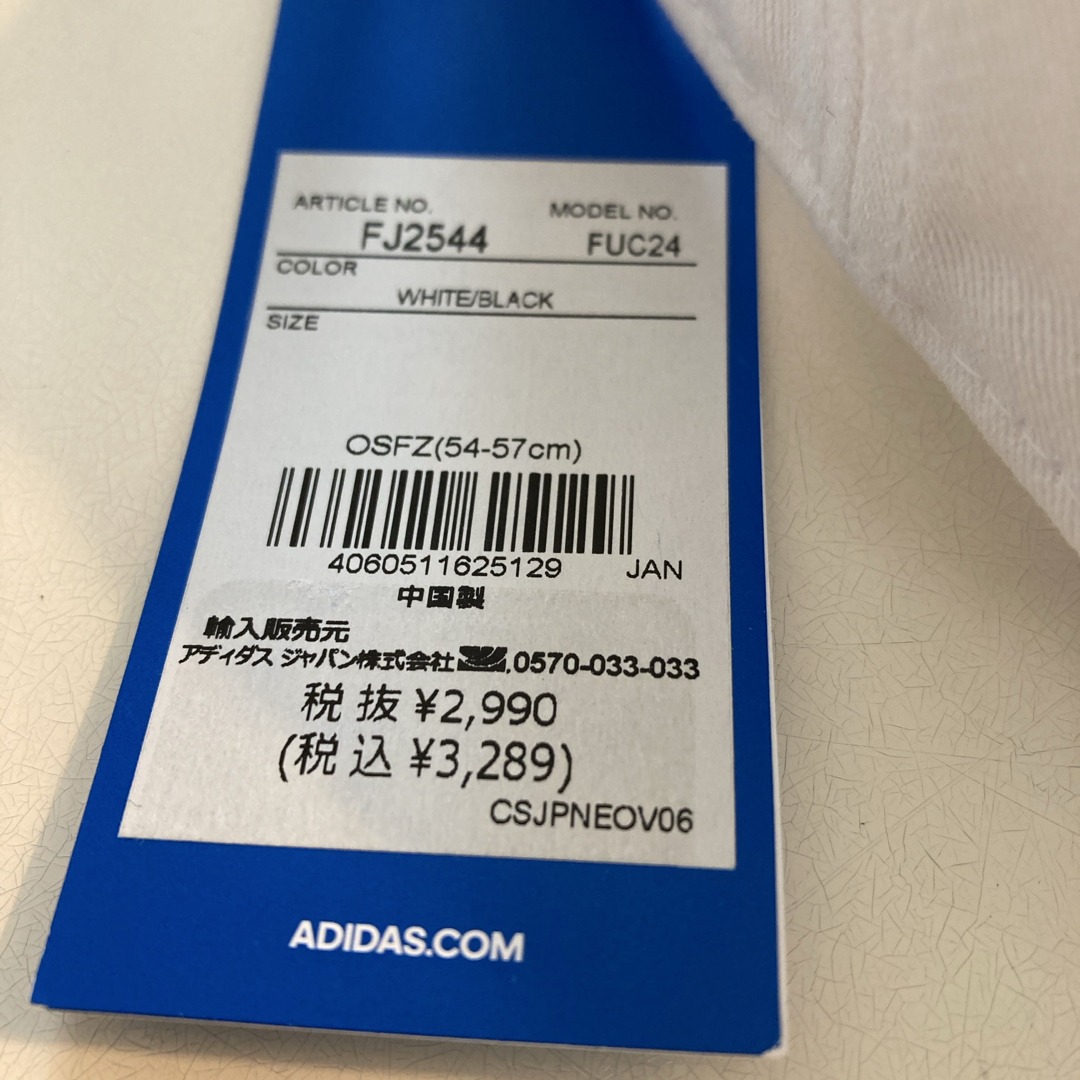 ARTICLE NO. MODEL NO.
FJ2544 FUC24
COLOR
WHITE/BLACK
SIZE
OSFZ(54-57cm)
4060511625129 JAN
中国製
輸入販売元
アディダス ジャパン株式会社 0570-033-033
税抜 ¥2,990
(税込 ¥3,289)
CSJPNEOV06
ADIDAS.COM